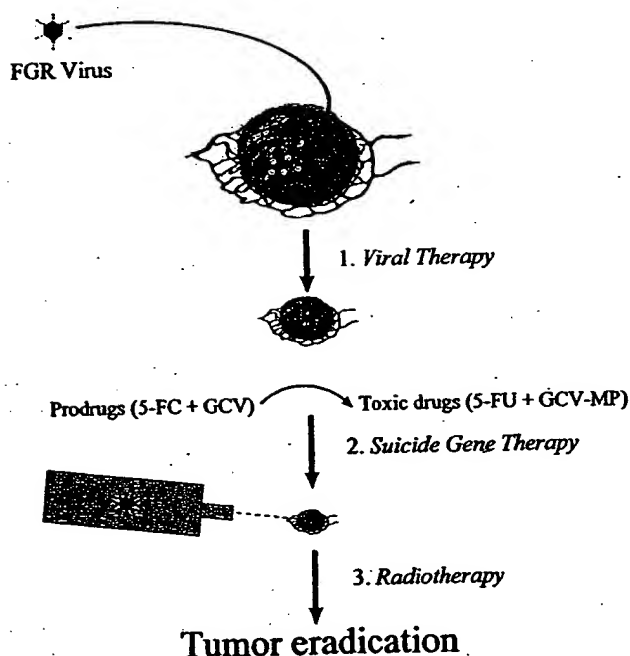 FGR Virus
1. Viral Therapy
Prodrugs (5-FC + GCV) Toxic drugs (5-FU + GCV-MP)
2. Suicide Gene Therapy
3. Radiotherapy
Tumor eradication